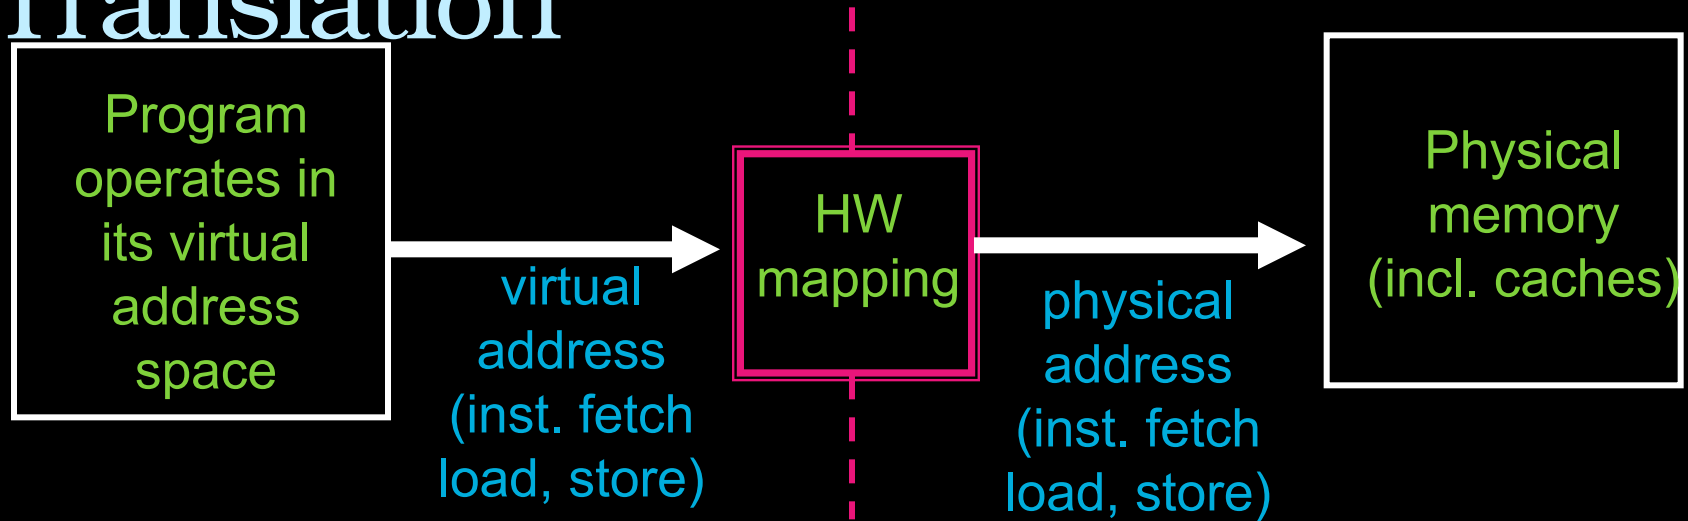 Translation
Program
operates in
its virtual
address
space
virtual
address
(inst. fetch
load, store)
HW
mapping
physical
address
(inst. fetch
load, store)
Physical
memory
(incl. caches)